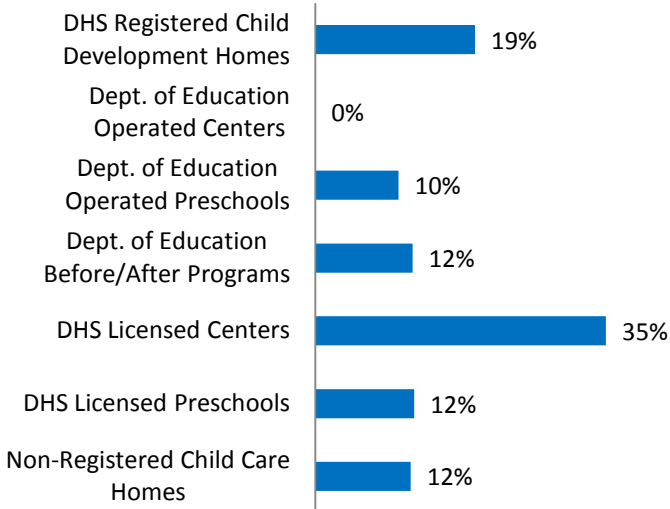 DHS Registered Child
Development Homes
19%
Dept. of Education
Operated Centers
0%
Dept. of Education
Operated Preschools
10%
Dept. of Education
Before/After Programs
12%
DHS Licensed Centers
35%
DHS Licensed Preschools
12%
Non-Registered Child Care
Homes
12%